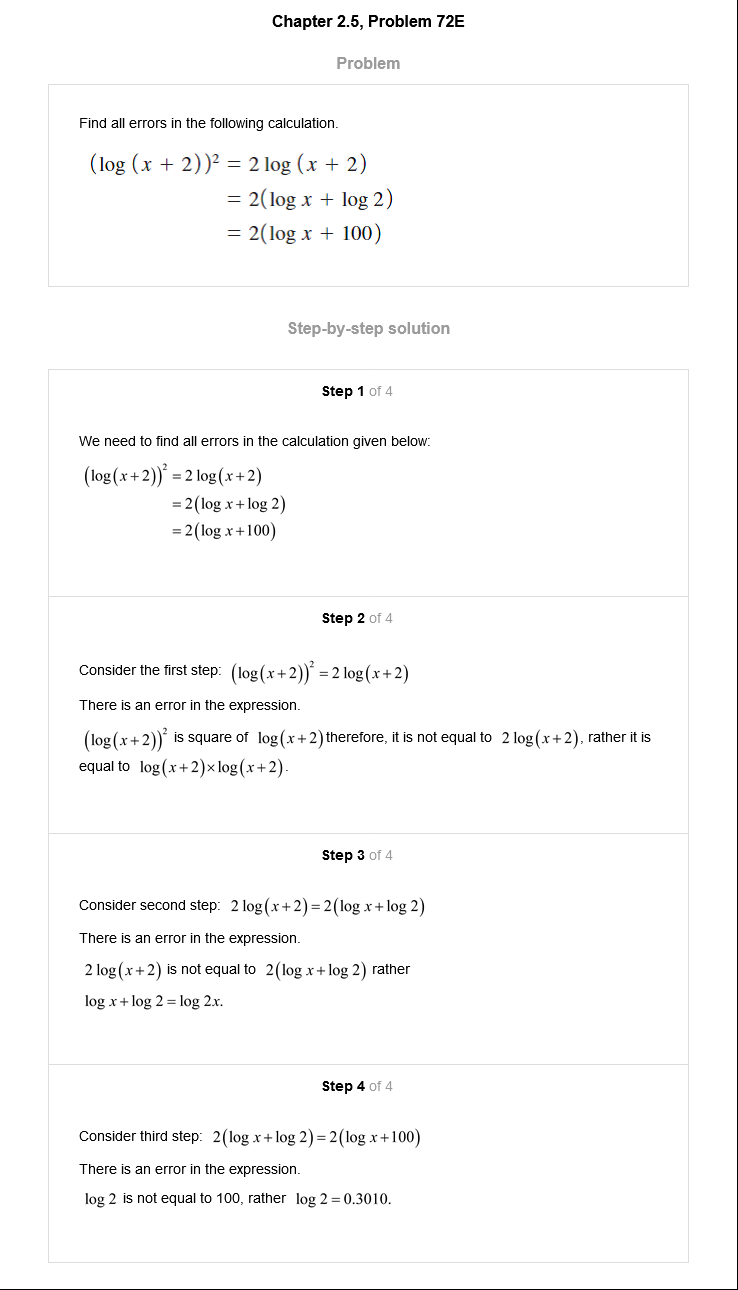 Chapter 2.5, Problem 72E
Problem
Find all errors in the following calculation.
(log (x + 2))² = 2 log (x + 2)
= 2(log x + log 2)
= 2(log x + 100)
Step-by-step solution
Step 1 of 4
We need to find all errors in the calculation given below:
(log(x+2))² = 2 log(x+2)
= 2(log x + log 2)
= 2(log x + 100)
Step 2 of 4
Consider the first step: (log(x+2))² = 2 log(x+2)
There is an error in the expression.
(log(x+2))² is square of log(x+2) therefore, it is not equal to 2 log(x+2), rather it is
equal to log(x+2)×log(x+2).
Step 3 of 4
Consider second step: 2 log(x+2) = 2(log x + log 2)
There is an error in the expression.
2 log(x+2) is not equal to 2(log x + log 2) rather
log x + log 2 = log 2x.
Step 4 of 4
Consider third step: 2(log x + log 2) = 2(log x + 100)
There is an error in the expression.
log 2 is not equal to 100, rather log 2 = 0.3010.